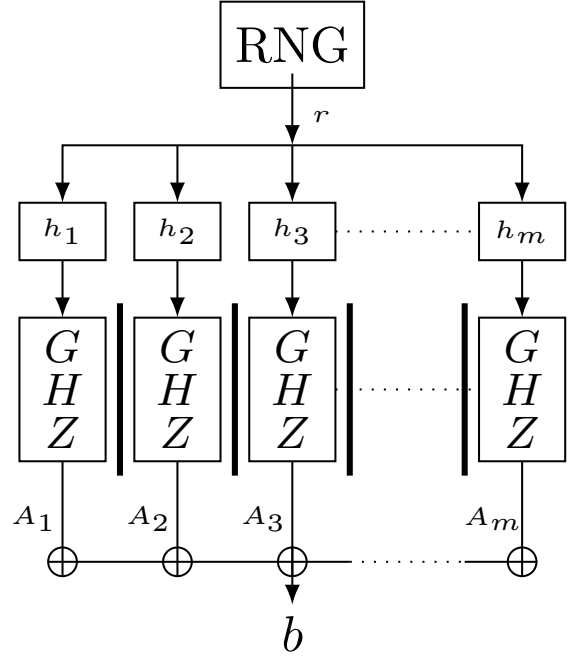 RNG
r
h₁ h₂ h₃ hₘ
G G G G
H H H H
Z Z Z Z
A₁ A₂ A₃ Aₘ
b